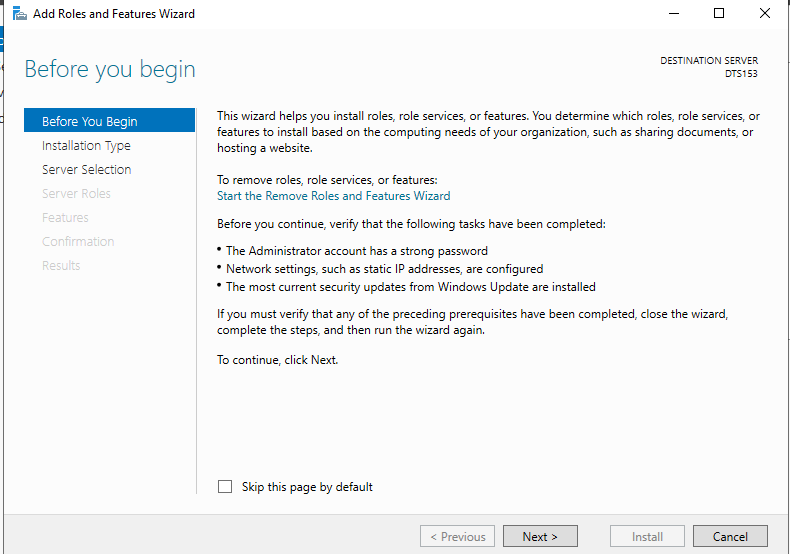 Add Roles and Features Wizard
Before you begin
DESTINATION SERVER
DTS153
Before You Begin
Installation Type
Server Selection
Server Roles
Features
Confirmation
Results
This wizard helps you install roles, role services, or features. You determine which roles, role services, or
features to install based on the computing needs of your organization, such as sharing documents, or
hosting a website.
To remove roles, role services, or features:
Start the Remove Roles and Features Wizard
Before you continue, verify that the following tasks have been completed:
• The Administrator account has a strong password
• Network settings, such as static IP addresses, are configured
• The most current security updates from Windows Update are installed
If you must verify that any of the preceding prerequisites have been completed, close the wizard,
complete the steps, and then run the wizard again.
To continue, click Next.
Skip this page by default
< Previous
Next >
Install
Cancel